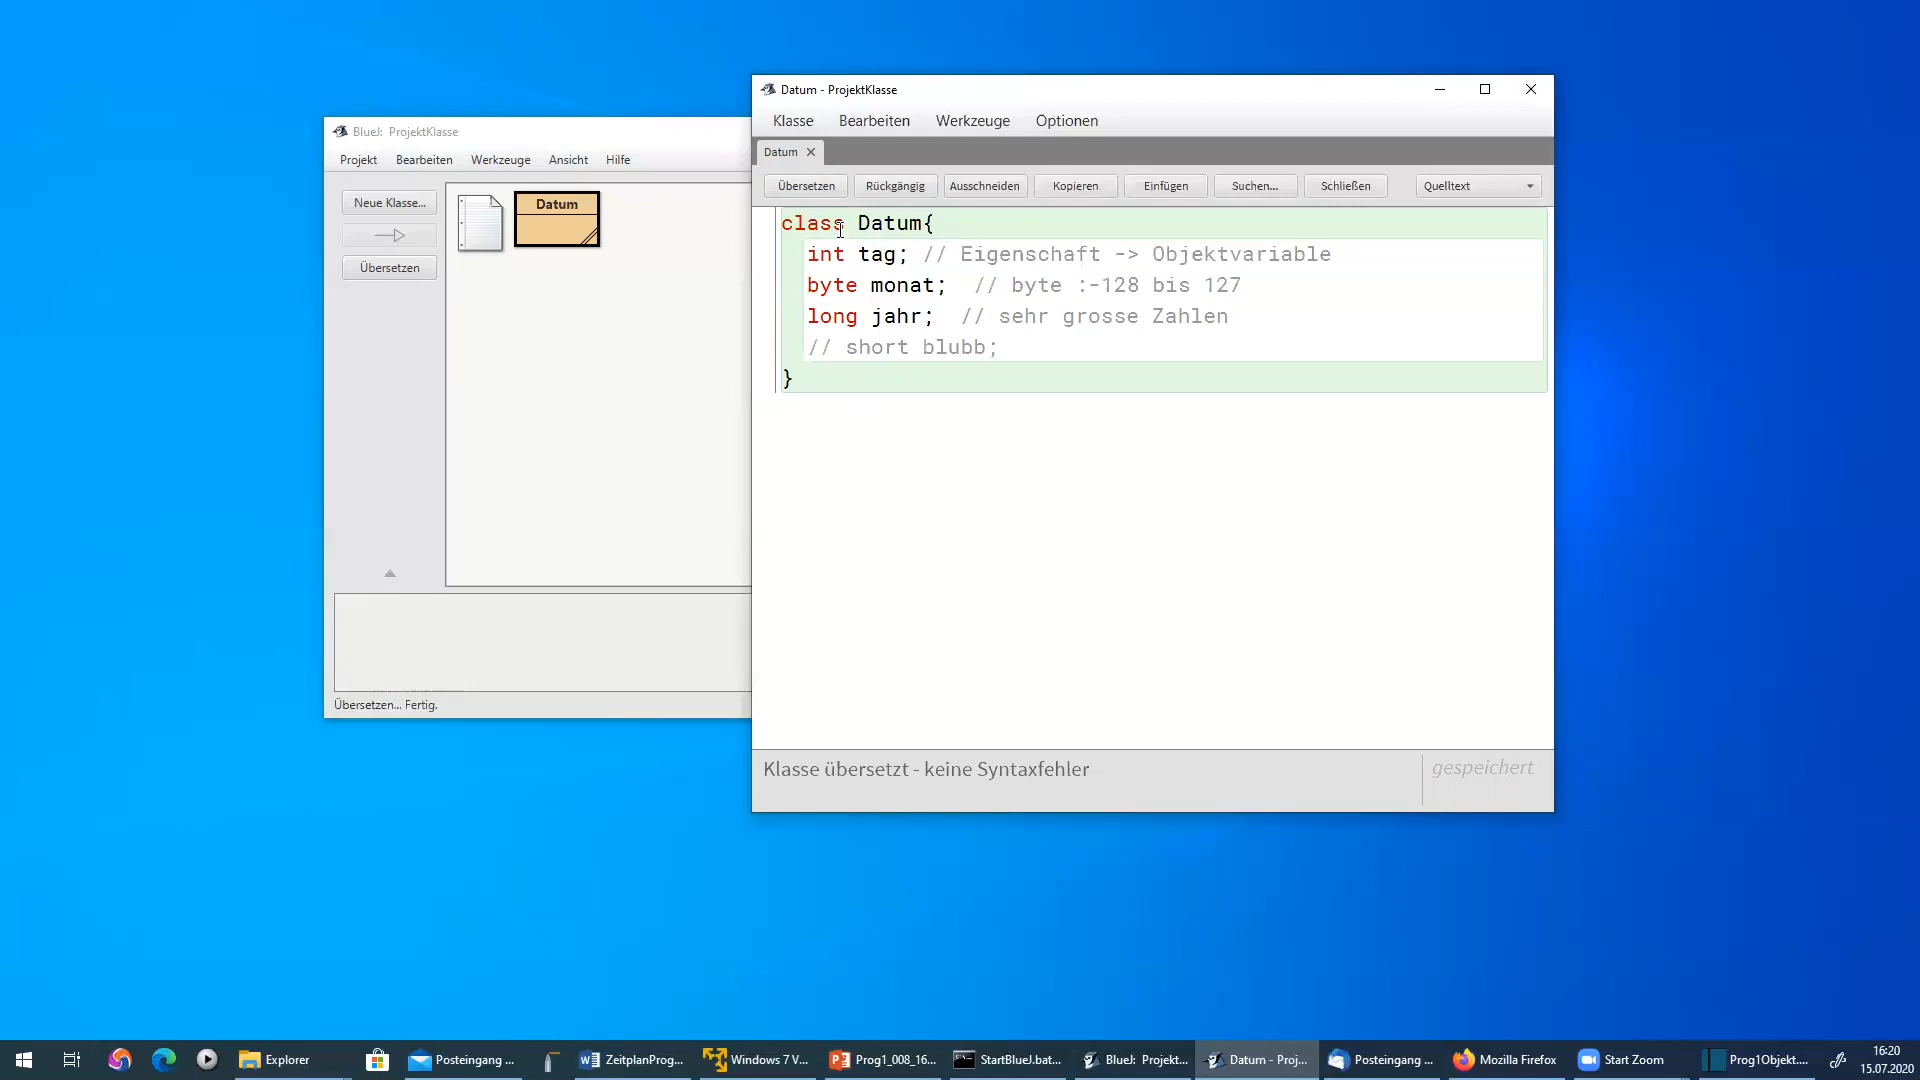 Datum - ProjektKlasse
Klasse Bearbeiten Werkzeuge Optionen
Datum
Übersetzen Rückgängig Ausschneiden Kopieren Einfügen Suchen... Schließen Quelltext
class Datum{
int tag; // Eigenschaft -> Objektvariable
byte monat; // byte :-128 bis 127
long jahr; // sehr grosse Zahlen
// short blubb;
}
Klasse übersetzt - keine Syntaxfehler
gespeichert
BlueJ: ProjektKlasse
Projekt Bearbeiten Werkzeuge Ansicht Hilfe
Neue Klasse...
Übersetzen
Datum
Übersetzen... Fertig.
Explorer
Posteingang ...
ZeitplanProg...
Windows 7 V...
Prog1_008_16...
StartBlueJ.bat...
BlueJ: Projekt...
Datum - Proj...
Posteingang ...
Mozilla Firefox
Start Zoom
Prog1Objekt....
16:20
15.07.2020